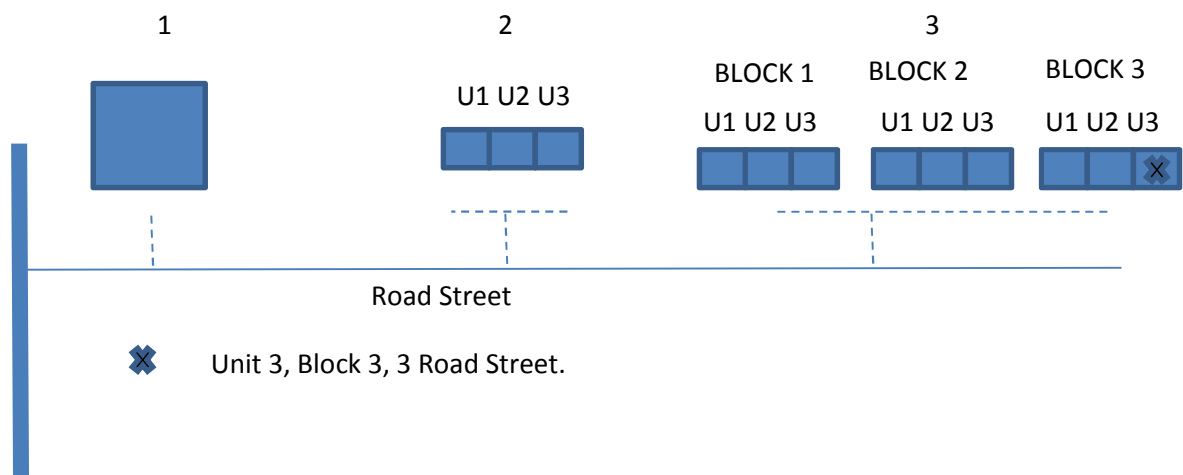 1 2 3
BLOCK 1 BLOCK 2 BLOCK 3
U1 U2 U3
U1 U2 U3 U1 U2 U3 U1 U2 U3
X
Road Street
X Unit 3, Block 3, 3 Road Street.